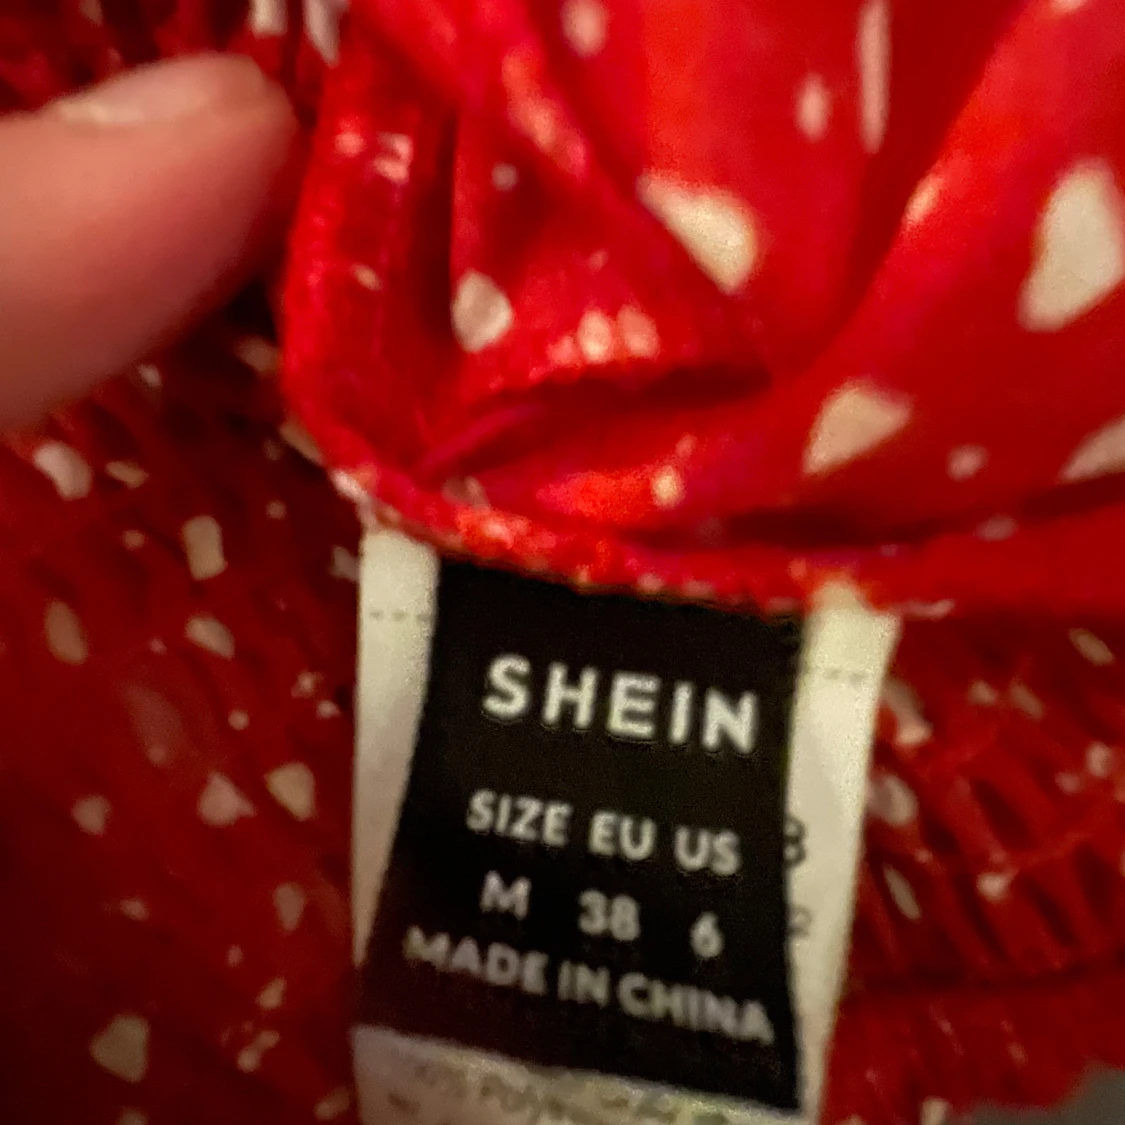 SHEIN
SIZE EU US
M 38 6
MADE IN CHINA